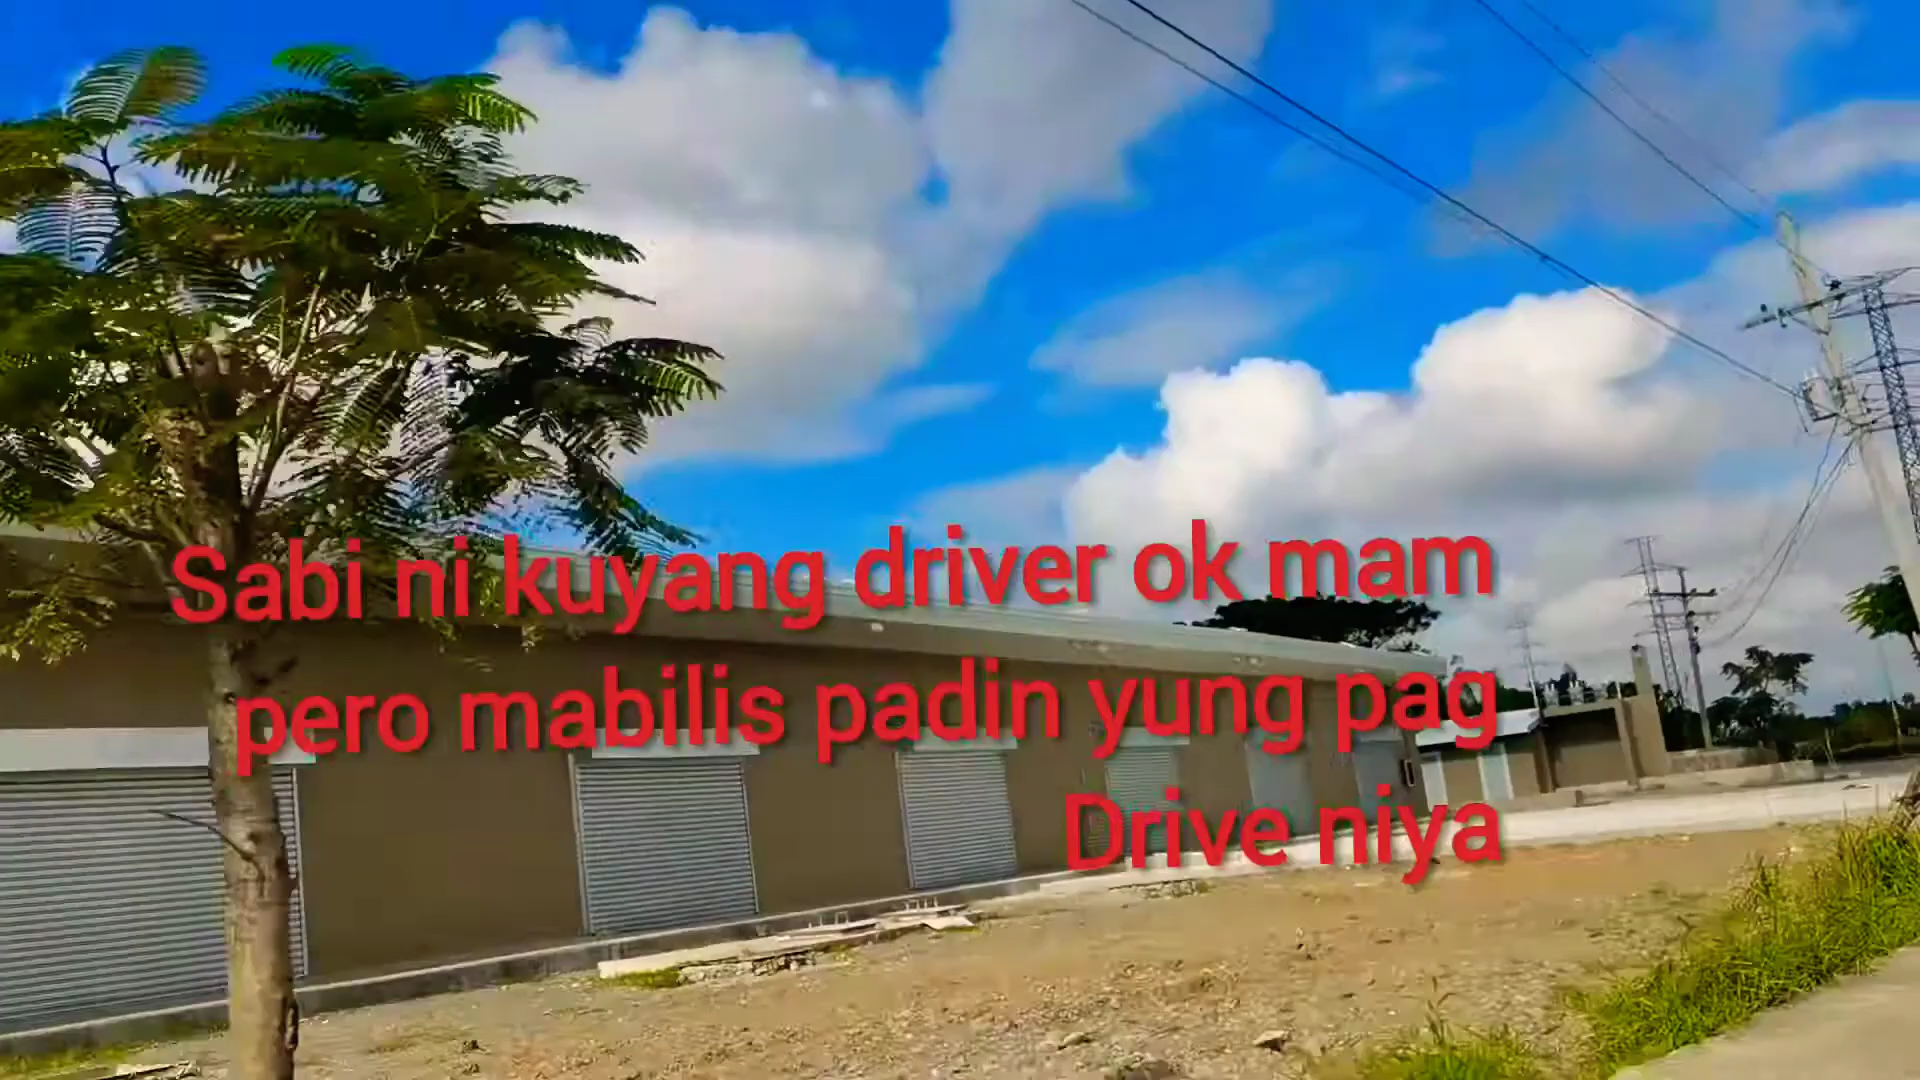 Sabi ni kuyang driver ok mam
pero mabilis padin yung pag
Drive niya